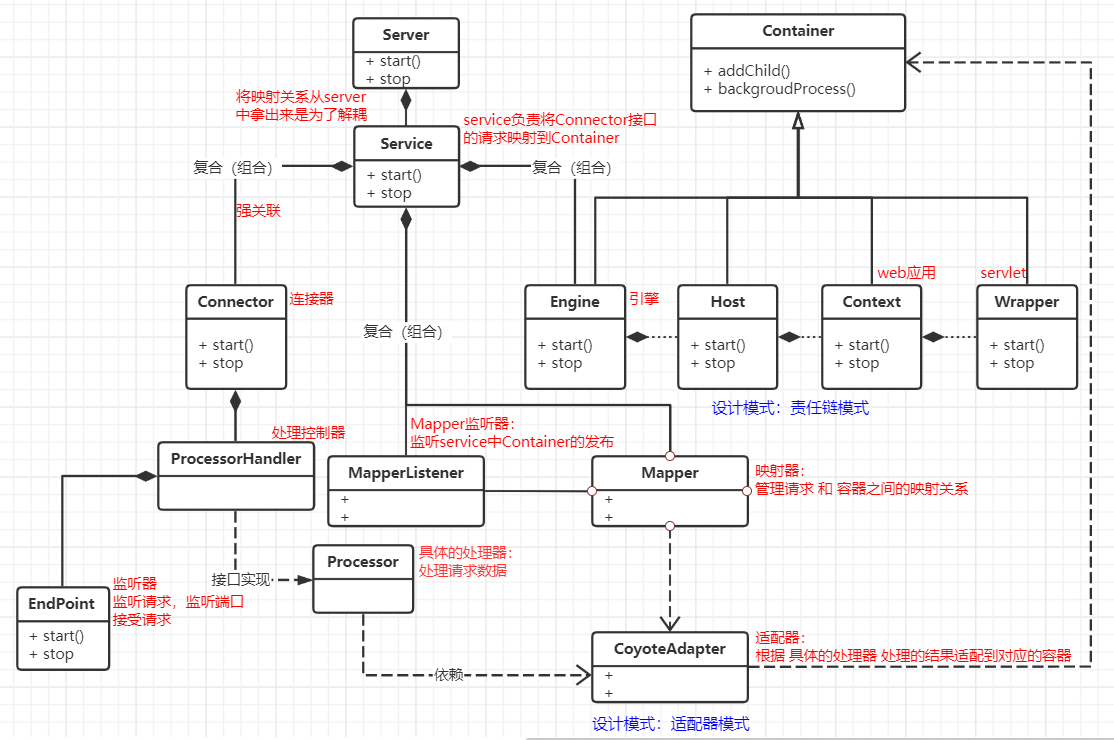 Server
+ start()
+ stop
将映射关系从server
中拿出来是为了解耦
Container
+ addChild()
+ backgroudProcess()
Service
+ start()
+ stop
service负责将Connector接口
的请求映射到Container
复合（组合）
复合（组合）
强关联
Connector
+ start()
+ stop
连接器
复合（组合）
Engine
+ start()
+ stop
引擎
Host
+ start()
+ stop
web应用
Context
+ start()
+ stop
servlet
Wrapper
+ start()
+ stop
设计模式：责任链模式
处理控制器
ProcessorHandler
Mapper监听器：
监听service中Container的发布
MapperListener
+
+
Mapper
+
+
映射器：
管理请求 和 容器之间的映射关系
接口实现
Processor
具体的处理器：
处理请求数据
EndPoint
+ start()
+ stop
监听器
监听请求，监听端口
接受请求
依赖
CoyoteAdapter
+
+
适配器：
根据 具体的处理器 处理的结果适配到对应的容器
设计模式：适配器模式